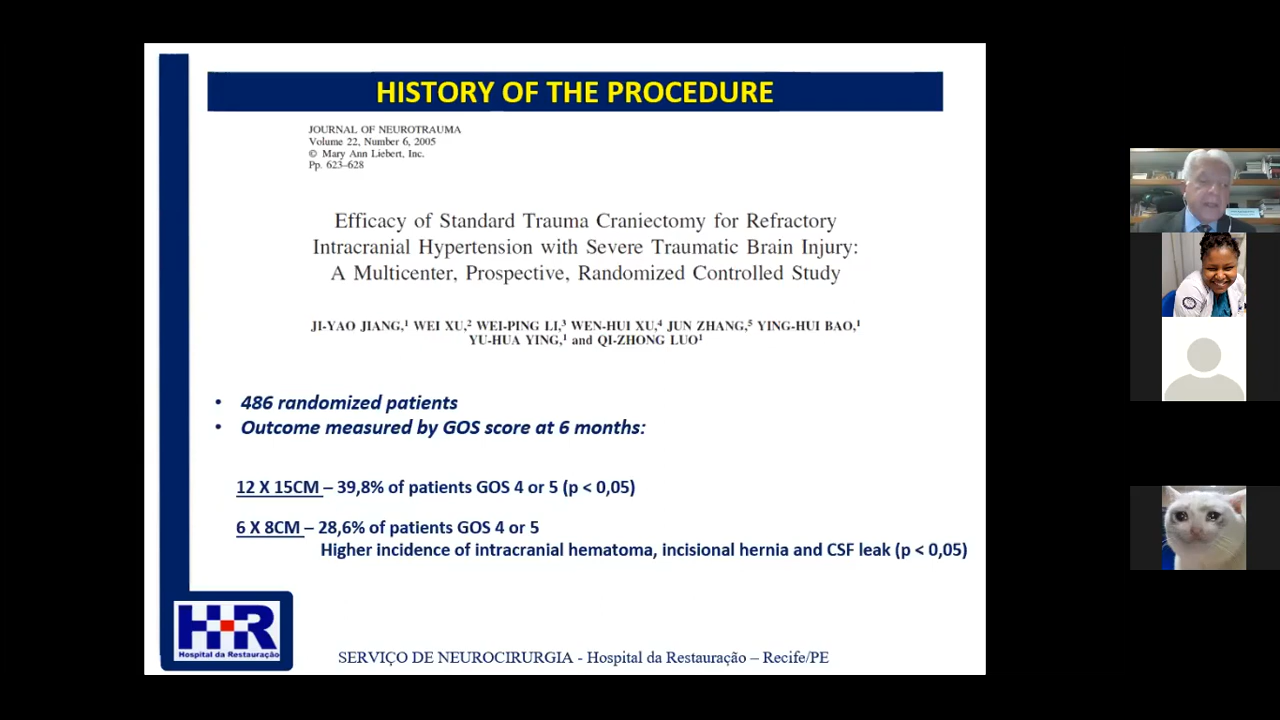 HISTORY OF THE PROCEDURE
JOURNAL OF NEUROTRAUMA
Volume 22, Number 6, 2005
© Mary Ann Liebert, Inc.
Pp. 623–628
Efficacy of Standard Trauma Craniectomy for Refractory
Intracranial Hypertension with Severe Traumatic Brain Injury:
A Multicenter, Prospective, Randomized Controlled Study
JI-YAO JIANG,1 WEI XU,2 WEI-PING LI,3 WEN-HUI XU,4 JUN ZHANG,5 YING-HUI BAO,1
YU-HUA YING,1 and QI-ZHONG LUO1
• 486 randomized patients
• Outcome measured by GOS score at 6 months:
12 X 15CM – 39,8% of patients GOS 4 or 5 (p < 0,05)
6 X 8CM – 28,6% of patients GOS 4 or 5
Higher incidence of intracranial hematoma, incisional hernia and CSF leak (p < 0,05)
HR
Hospital da Restauração
SERVIÇO DE NEUROCIRURGIA - Hospital da Restauração – Recife/PE